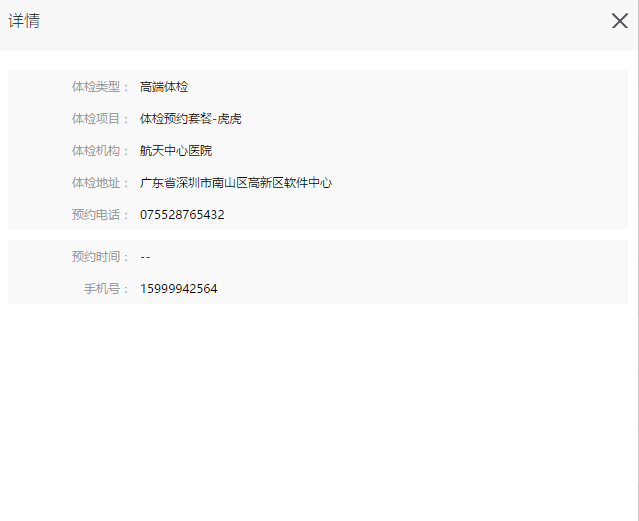 详情
体检类型： 高端体检
体检项目： 体检预约套餐-虎虎
体检机构： 航天中心医院
体检地址： 广东省深圳市南山区高新区软件中心
预约电话： 075528765432
预约时间： --
手机号： 15999942564